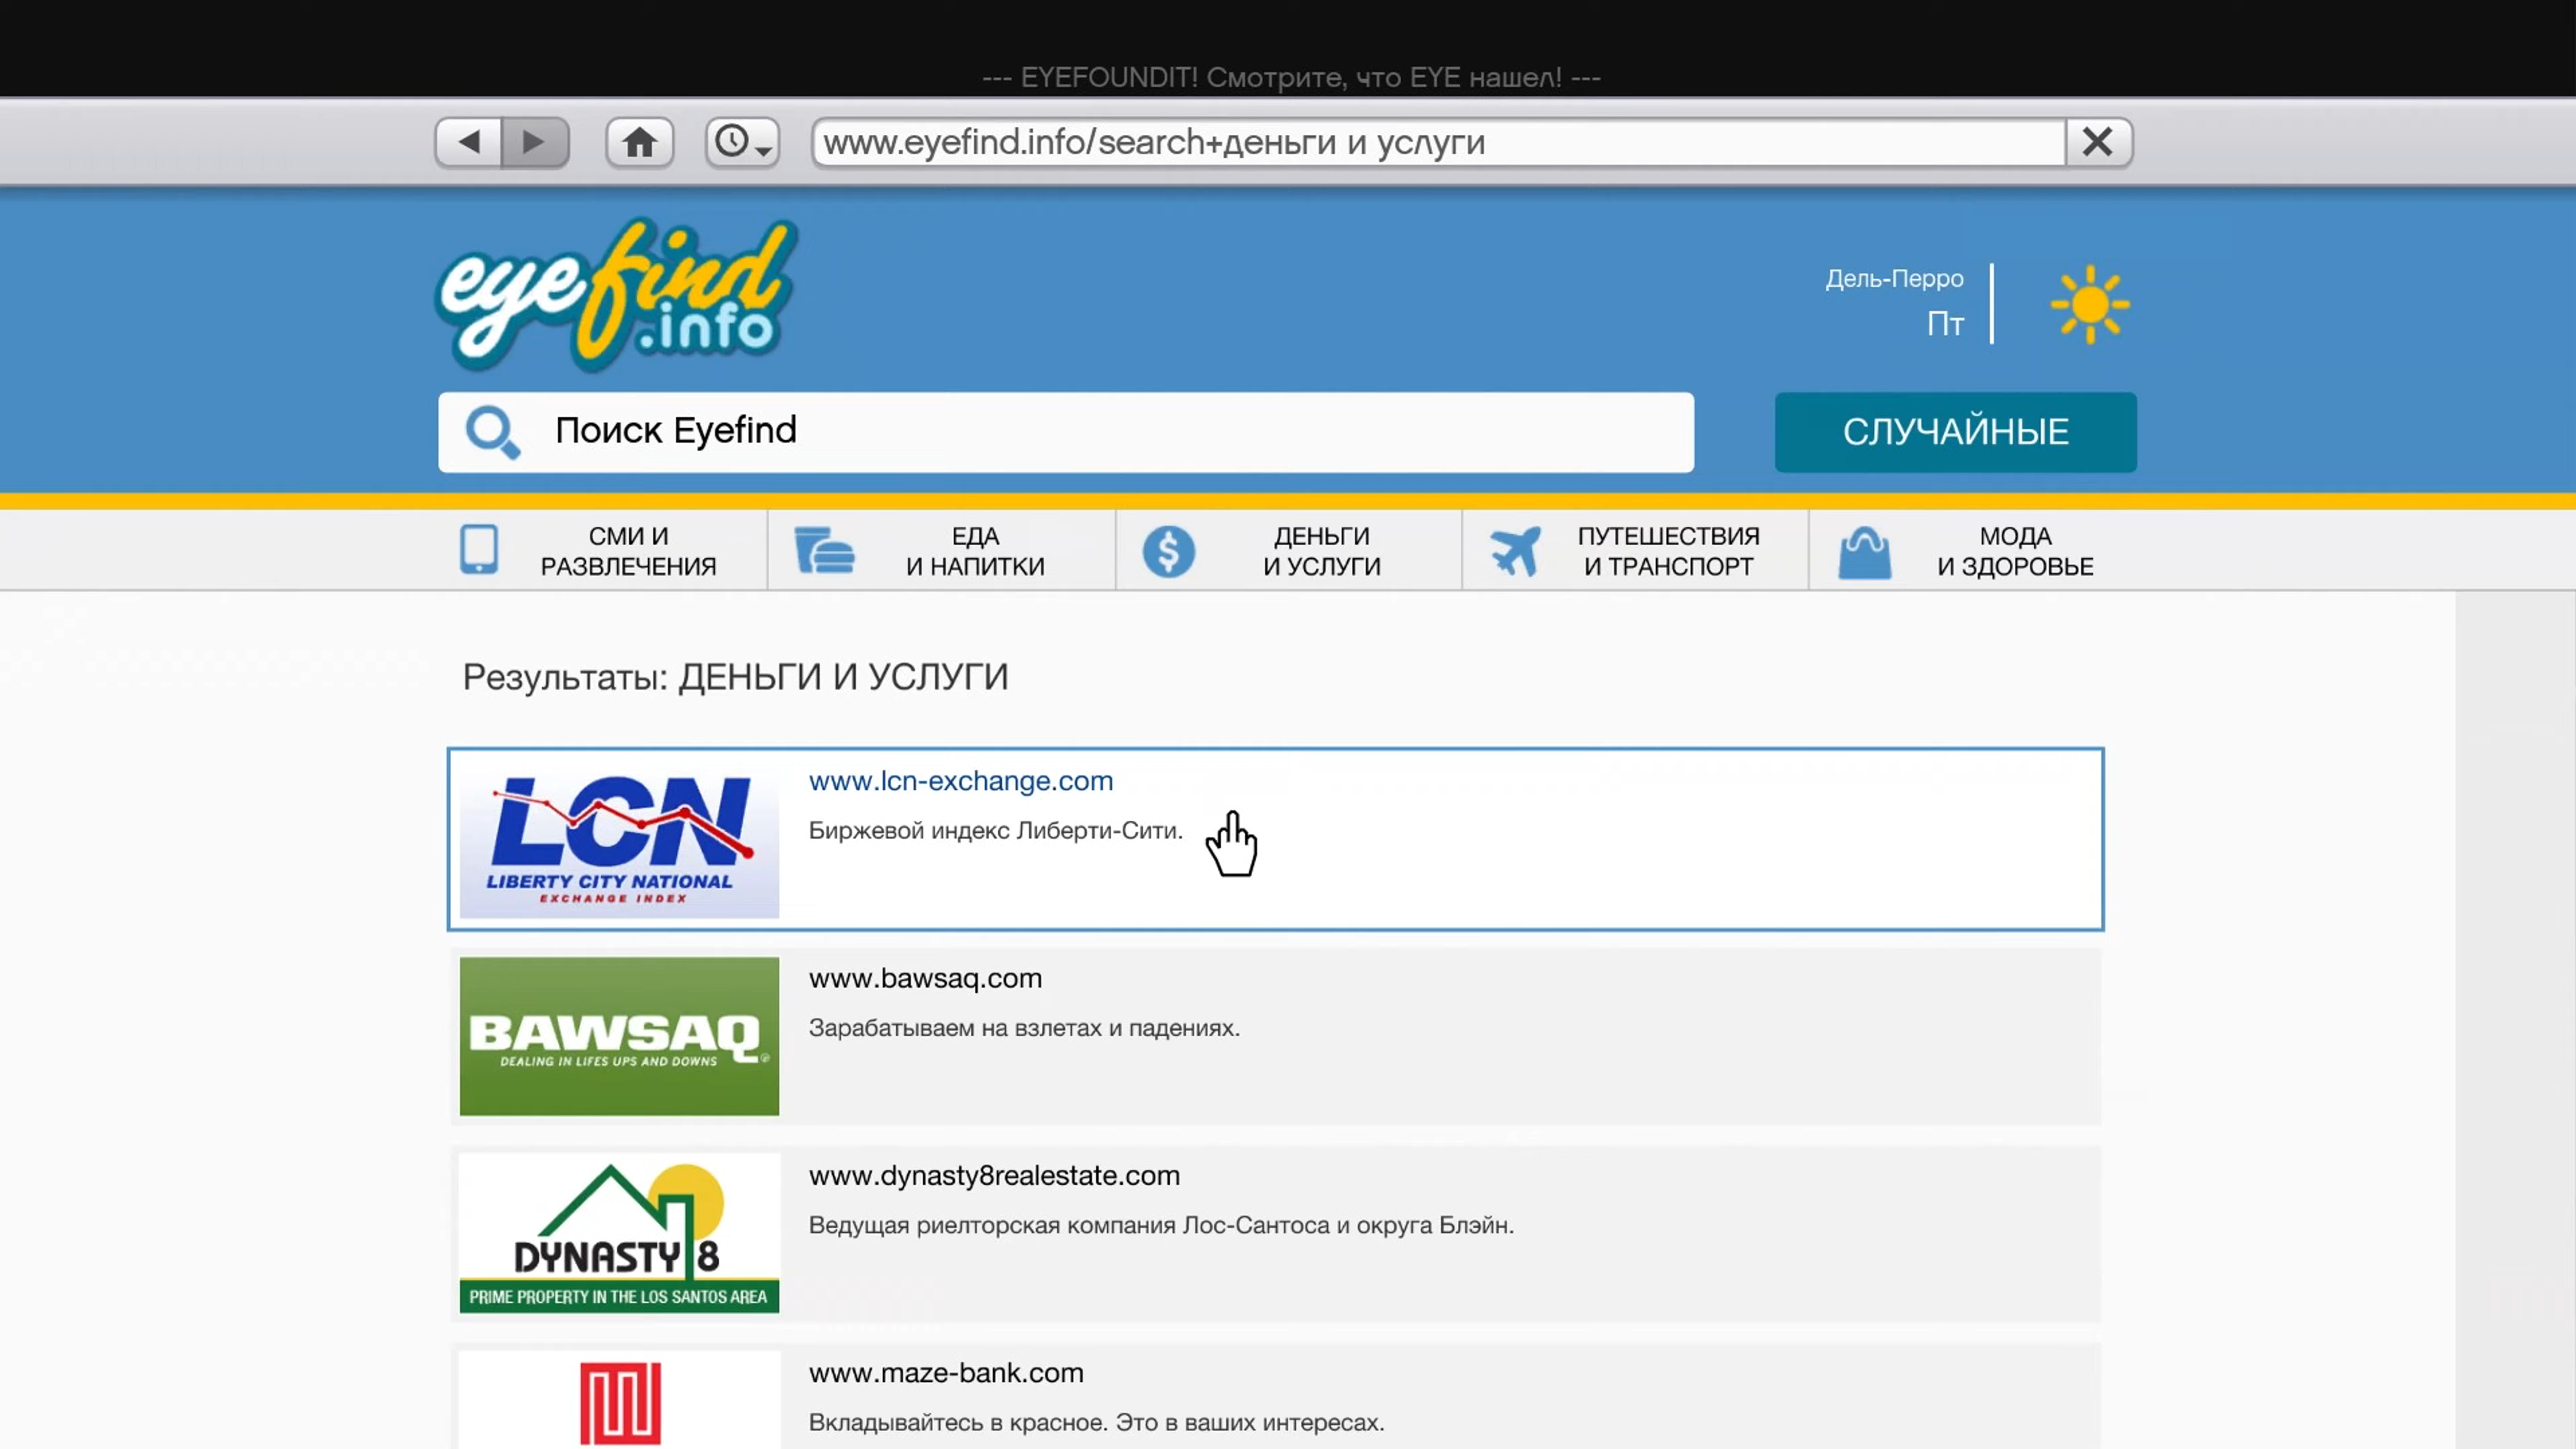 --- EYEFOUNDIT! Смотрите, что EYE нашел! ---
www.eyefind.info/search+деньги и услуги
eyefind
.info
Дель-Перро
Пт
Поиск Eyefind
СЛУЧАЙНЫЕ
СМИ И
РАЗВЛЕЧЕНИЯ
ЕДА
И НАПИТКИ
ДЕНЬГИ
И УСЛУГИ
ПУТЕШЕСТВИЯ
И ТРАНСПОРТ
МОДА
И ЗДОРОВЬЕ
Результаты: ДЕНЬГИ И УСЛУГИ
LCN
LIBERTY CITY NATIONAL
EXCHANGE INDEX
www.lcn-exchange.com
Биржевой индекс Либерти-Сити.
BAWSAQ
DEALING IN LIFES UPS AND DOWNS
www.bawsaq.com
Зарабатываем на взлетах и падениях.
DYNASTY 8
PRIME PROPERTY IN THE LOS SANTOS AREA
www.dynasty8realestate.com
Ведущая риелторская компания Лос-Сантоса и округа Блэйн.
www.maze-bank.com
Вкладывайтесь в красное. Это в ваших интересах.